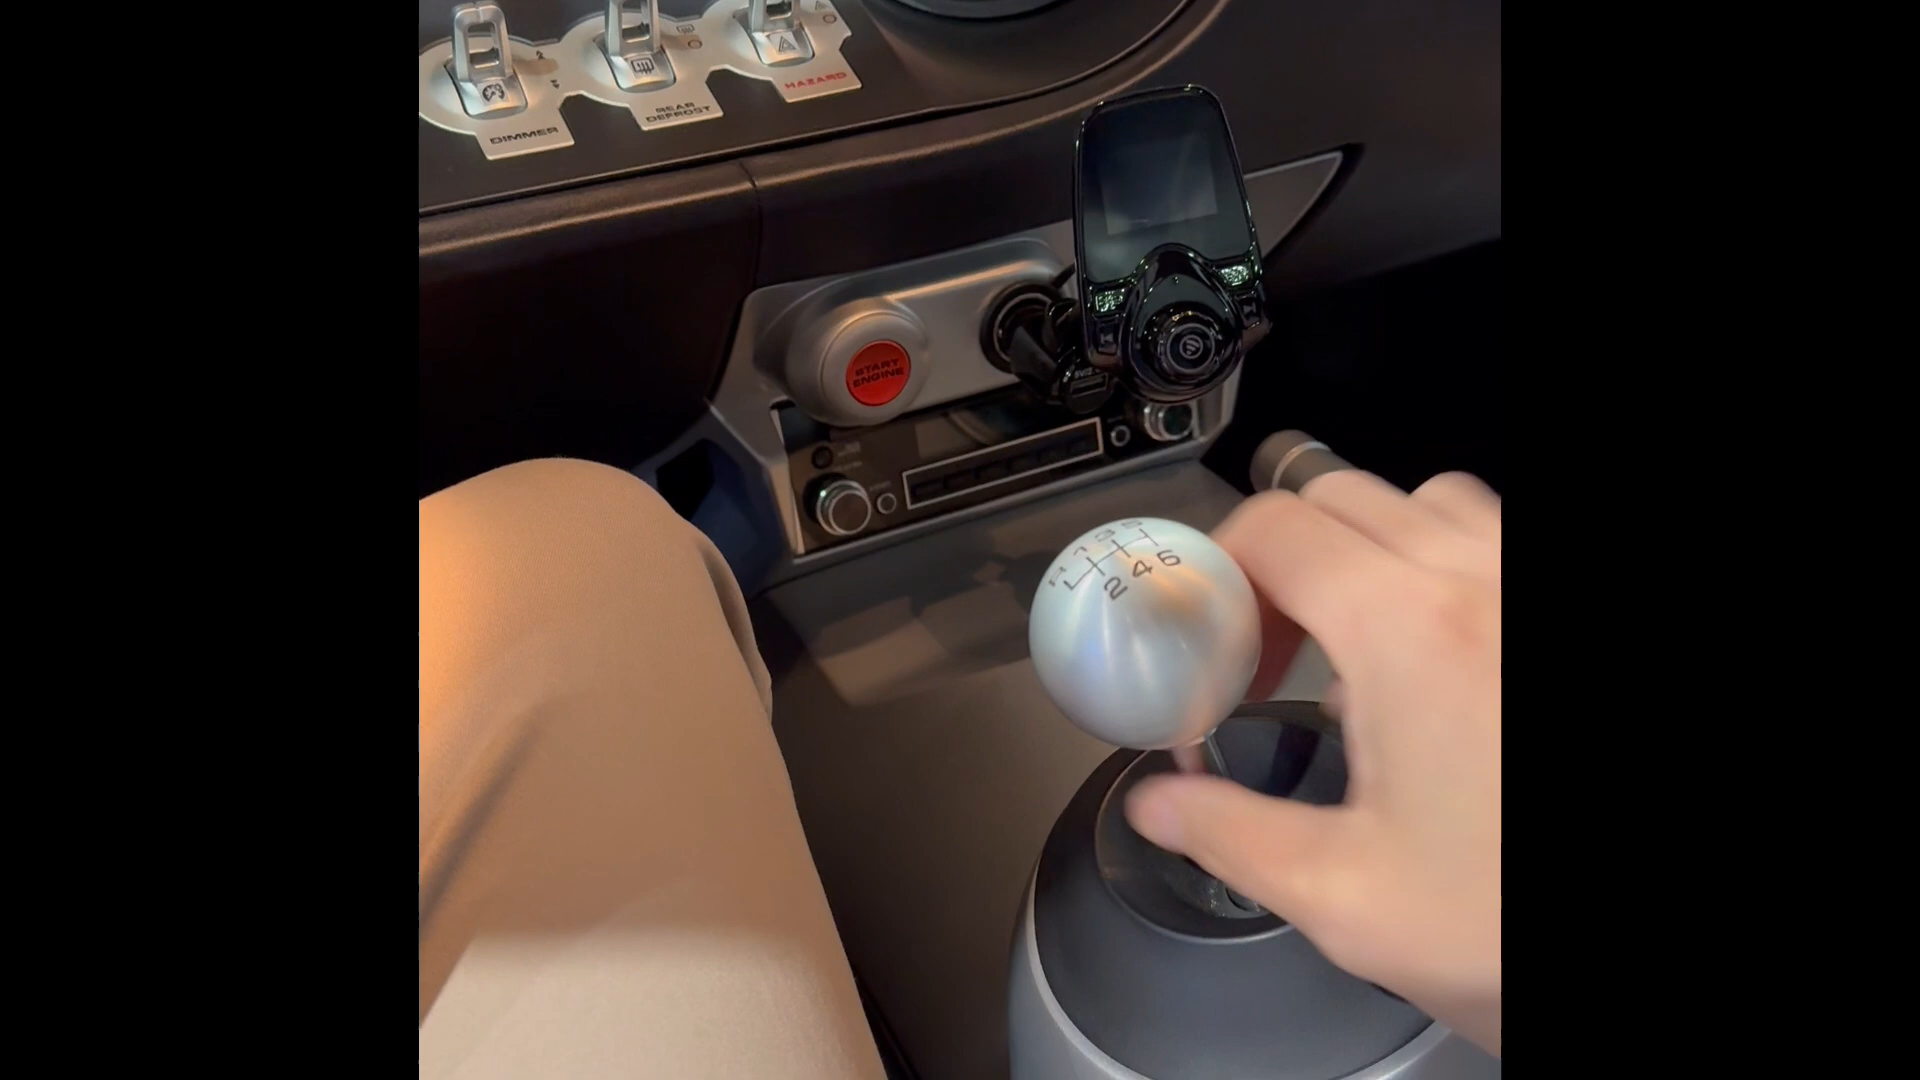 DIMMER
REAR
DEFROST
HAZARD
START
ENGINE
R 1 3 5
2 4 6